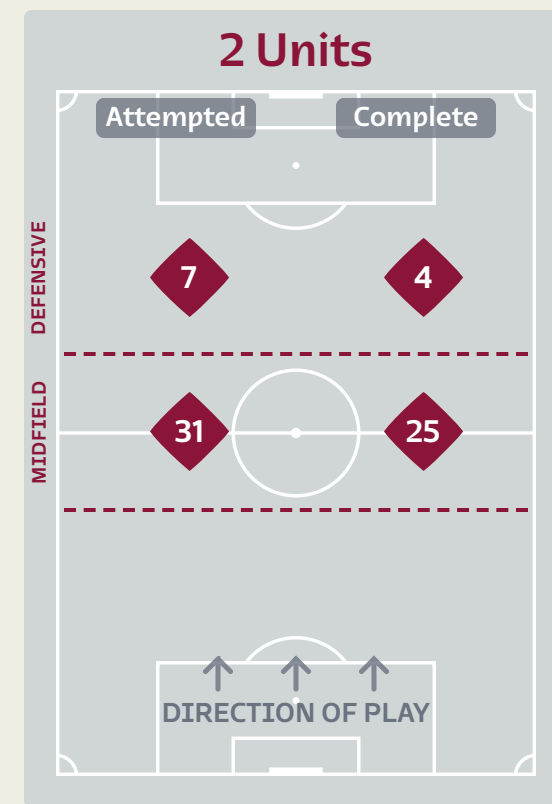 2 Units
Attempted Complete
DEFENSIVE
7 4
MIDFIELD
31 25
DIRECTION OF PLAY